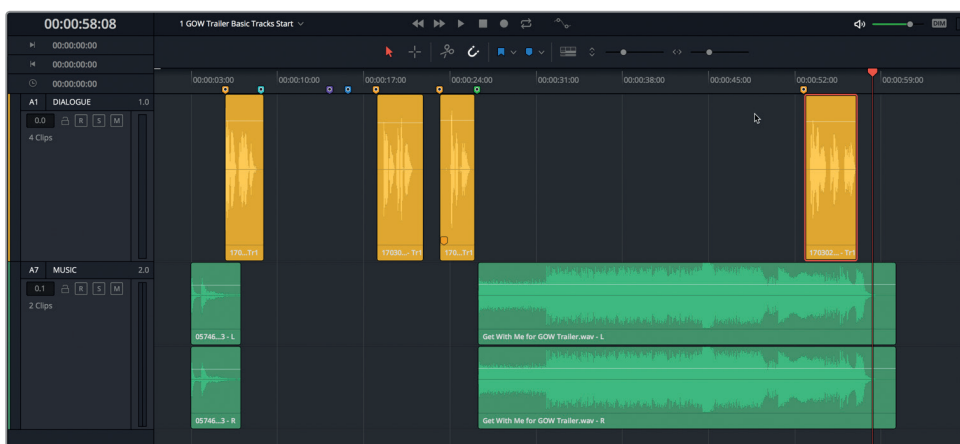 00:00:58:08
1 GOW Trailer Basic Tracks Start
DIM
00:00:00:00
00:00:00:00
00:00:00:00
00:00:03:00 00:00:10:00 00:00:17:00 00:00:24:00 00:00:31:00 00:00:38:00 00:00:45:00 00:00:52:00 00:00:59:00
A1 DIALOGUE 1.0
0.0 R S M
4 Clips
170...Tr1 17030... - Tr1 170...Tr1 170302... - Tr1
A7 MUSIC 2.0
0.1 R S M
2 Clips
05746...3 - L Get With Me for GOW Trailer.wav - L
05746...3 - R Get With Me for GOW Trailer.wav - R